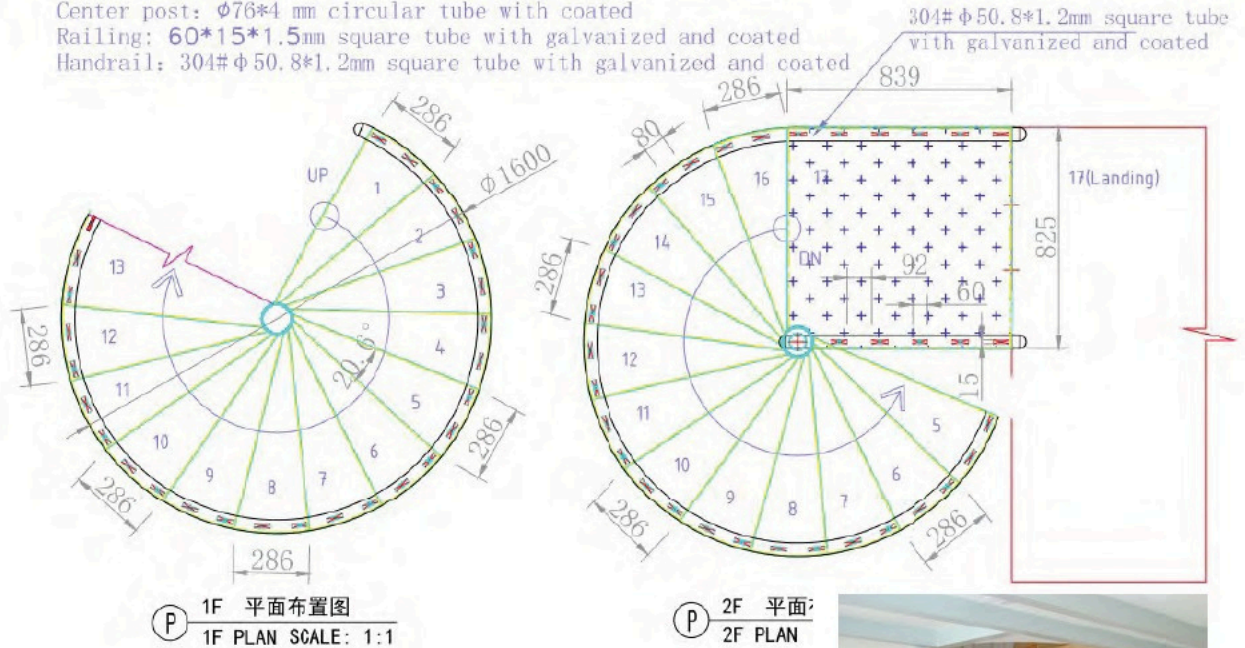 Center post: ϕ76*4 mm circular tube with coated
Railing: 60*15*1.5mm square tube with galvanized and coated
Handrail: 304#ϕ50.8*1.2mm square tube with galvanized and coated
304#ϕ50.8*1.2mm square tube
with galvanized and coated
286
UP
1
ϕ1600
2
3
4
5
6
7
8
9
10
11
12
13
20.6°
286
286
286
286
1F 平面布置图
P
1F PLAN SCALE: 1:1
839
286
80
17
16
15
14
13
12
11
10
9
8
7
6
5
DN
92
60
15
825
17(Landing)
286
286
286
2F 平面
P
2F PLAN